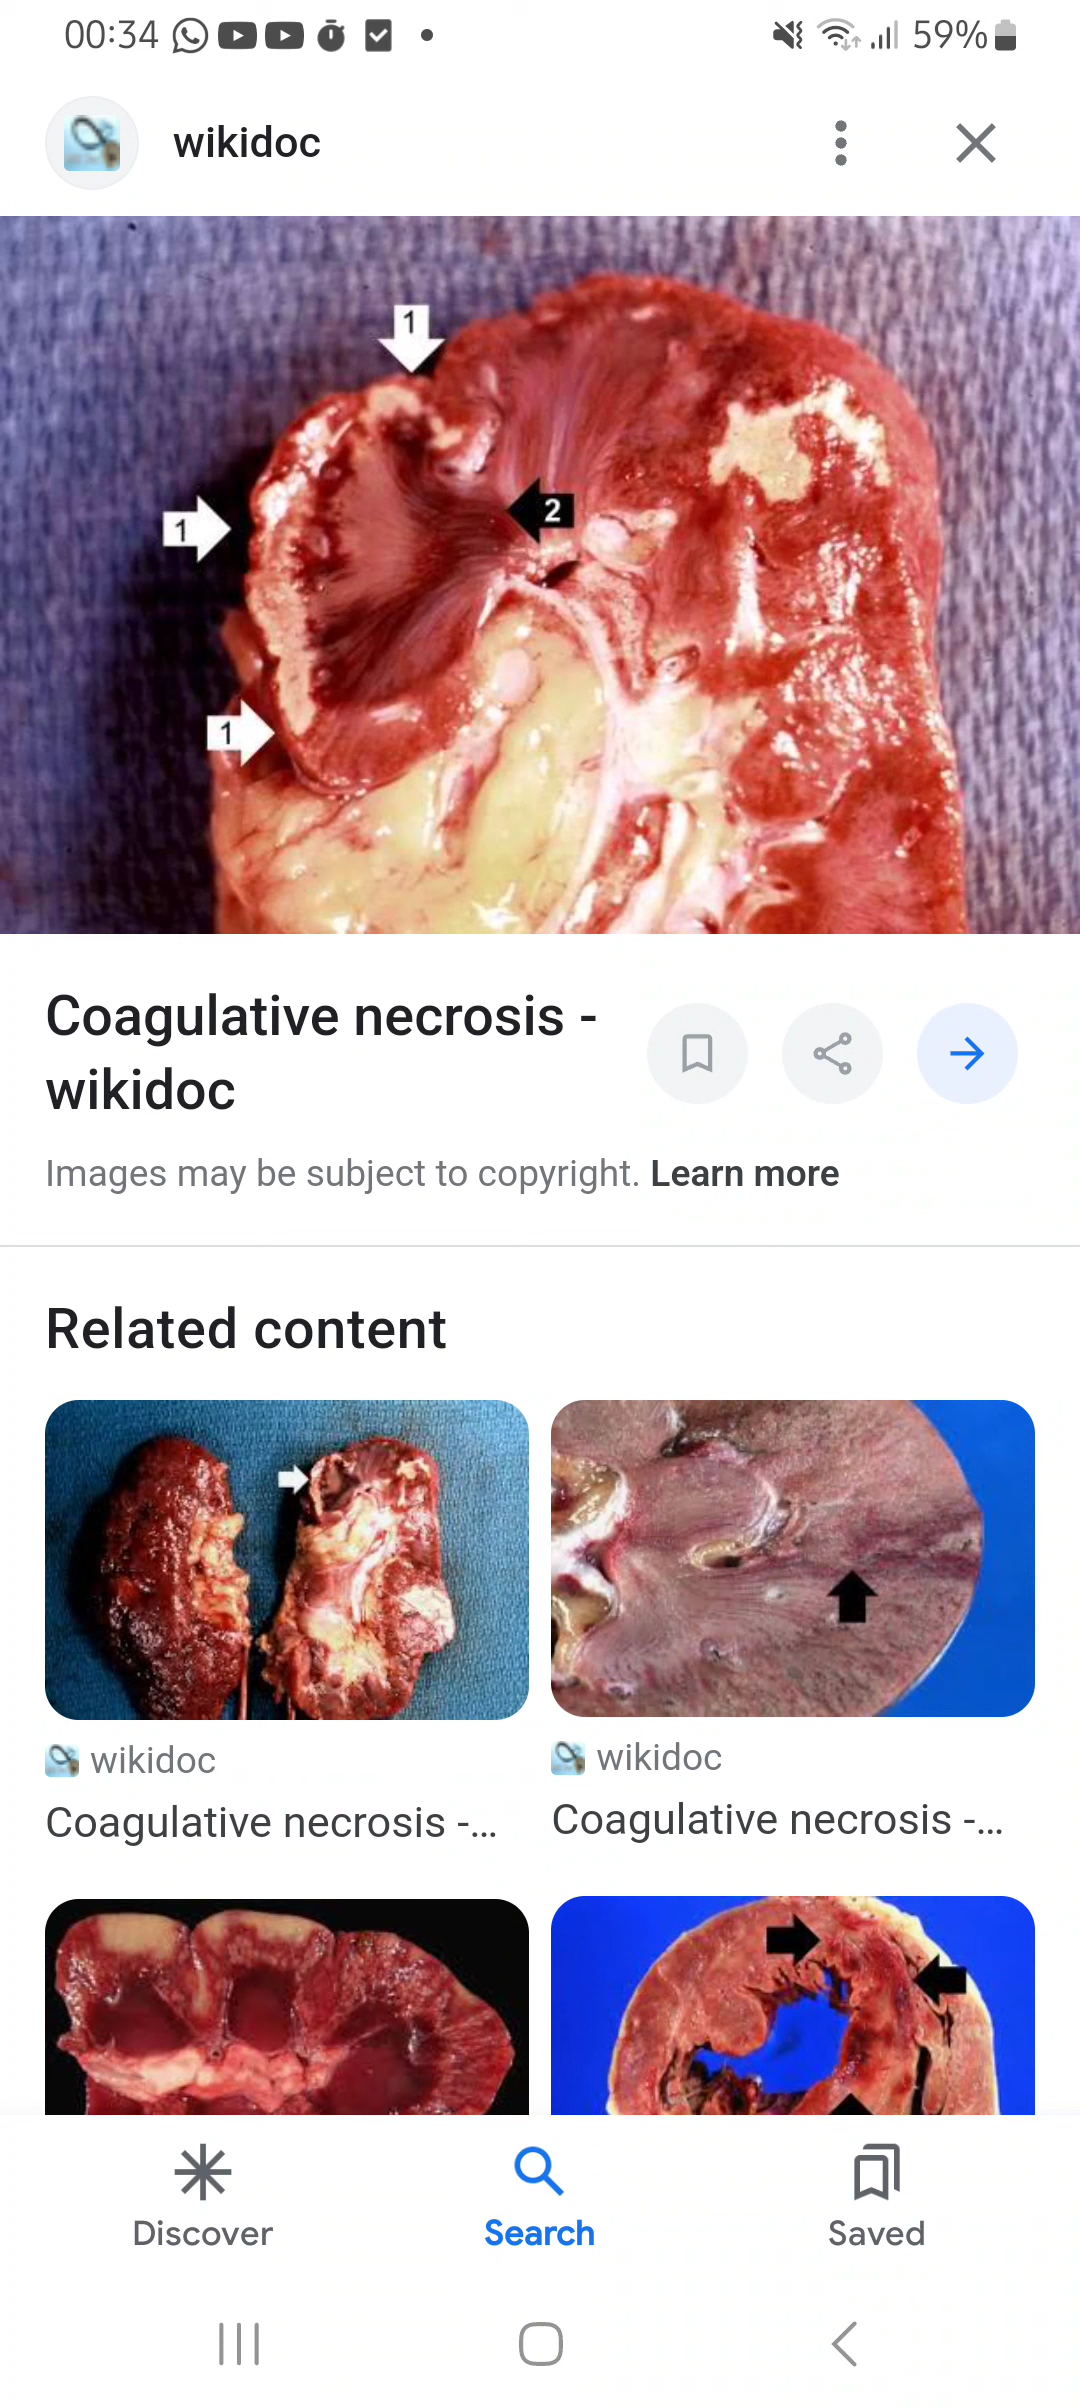 00:34
59%
wikidoc
1
1
2
1
Coagulative necrosis -
wikidoc
Images may be subject to copyright. Learn more
Related content
wikidoc
wikidoc
Coagulative necrosis -...
Coagulative necrosis -...
Discover
Search
Saved